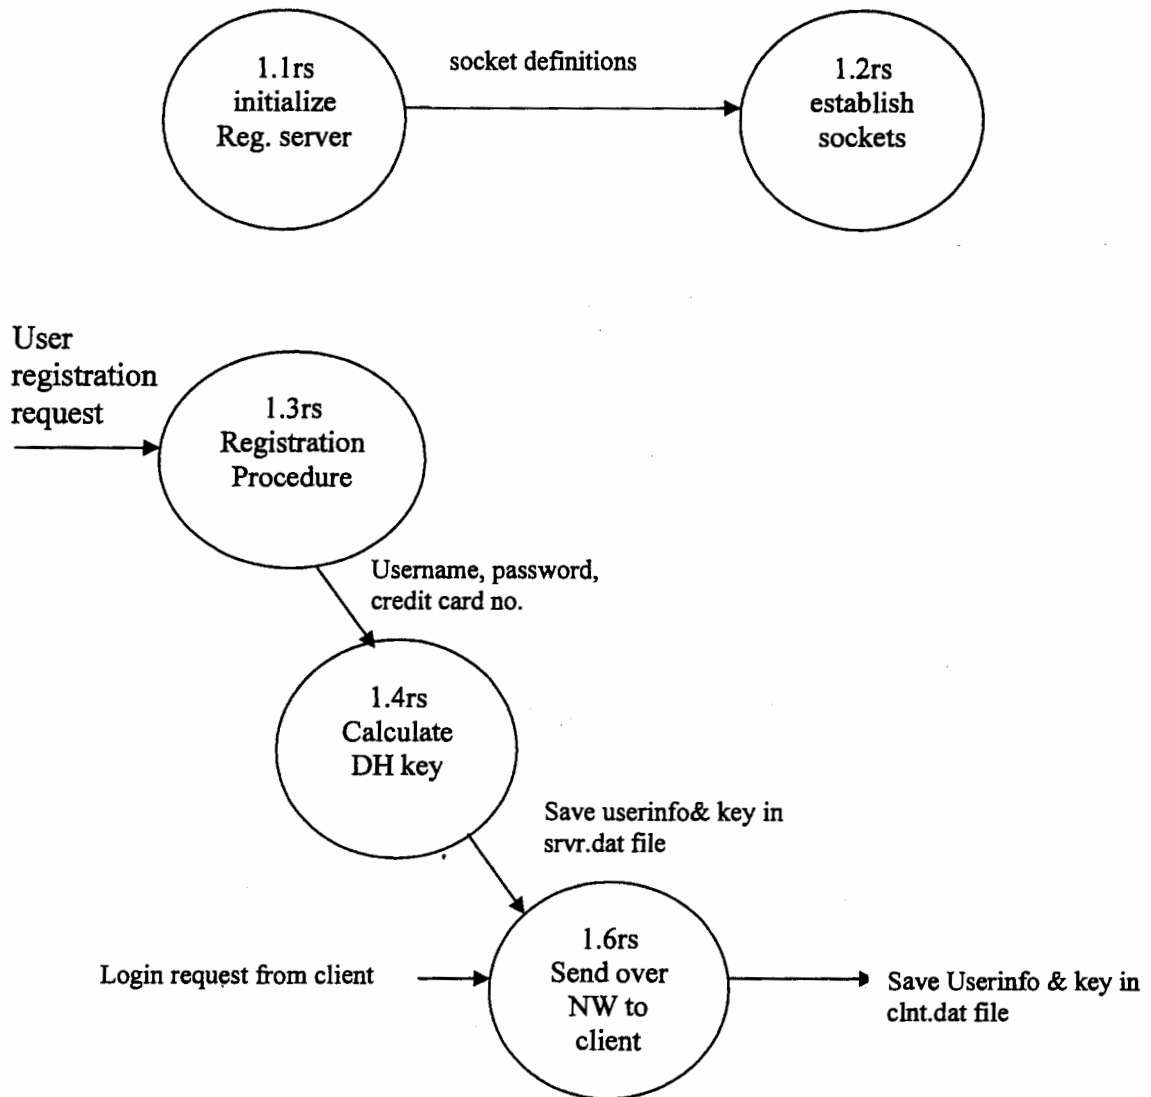 1.1rs
initialize
Reg. server
socket definitions
1.2rs
establish
sockets
User
registration
request
1.3rs
Registration
Procedure
Username, password,
credit card no.
1.4rs
Calculate
DH key
Save userinfo& key in
srvr.dat file
Login request from client
1.6rs
Send over
NW to
client
Save Userinfo & key in
clnt.dat file